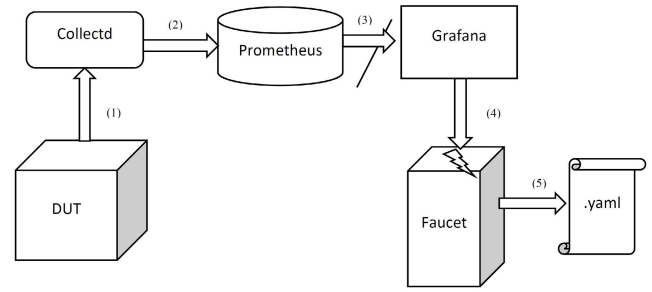 Collectd
(2)
Prometheus
(3)
Grafana
(1)
(4)
DUT
Faucet
(5)
.yaml